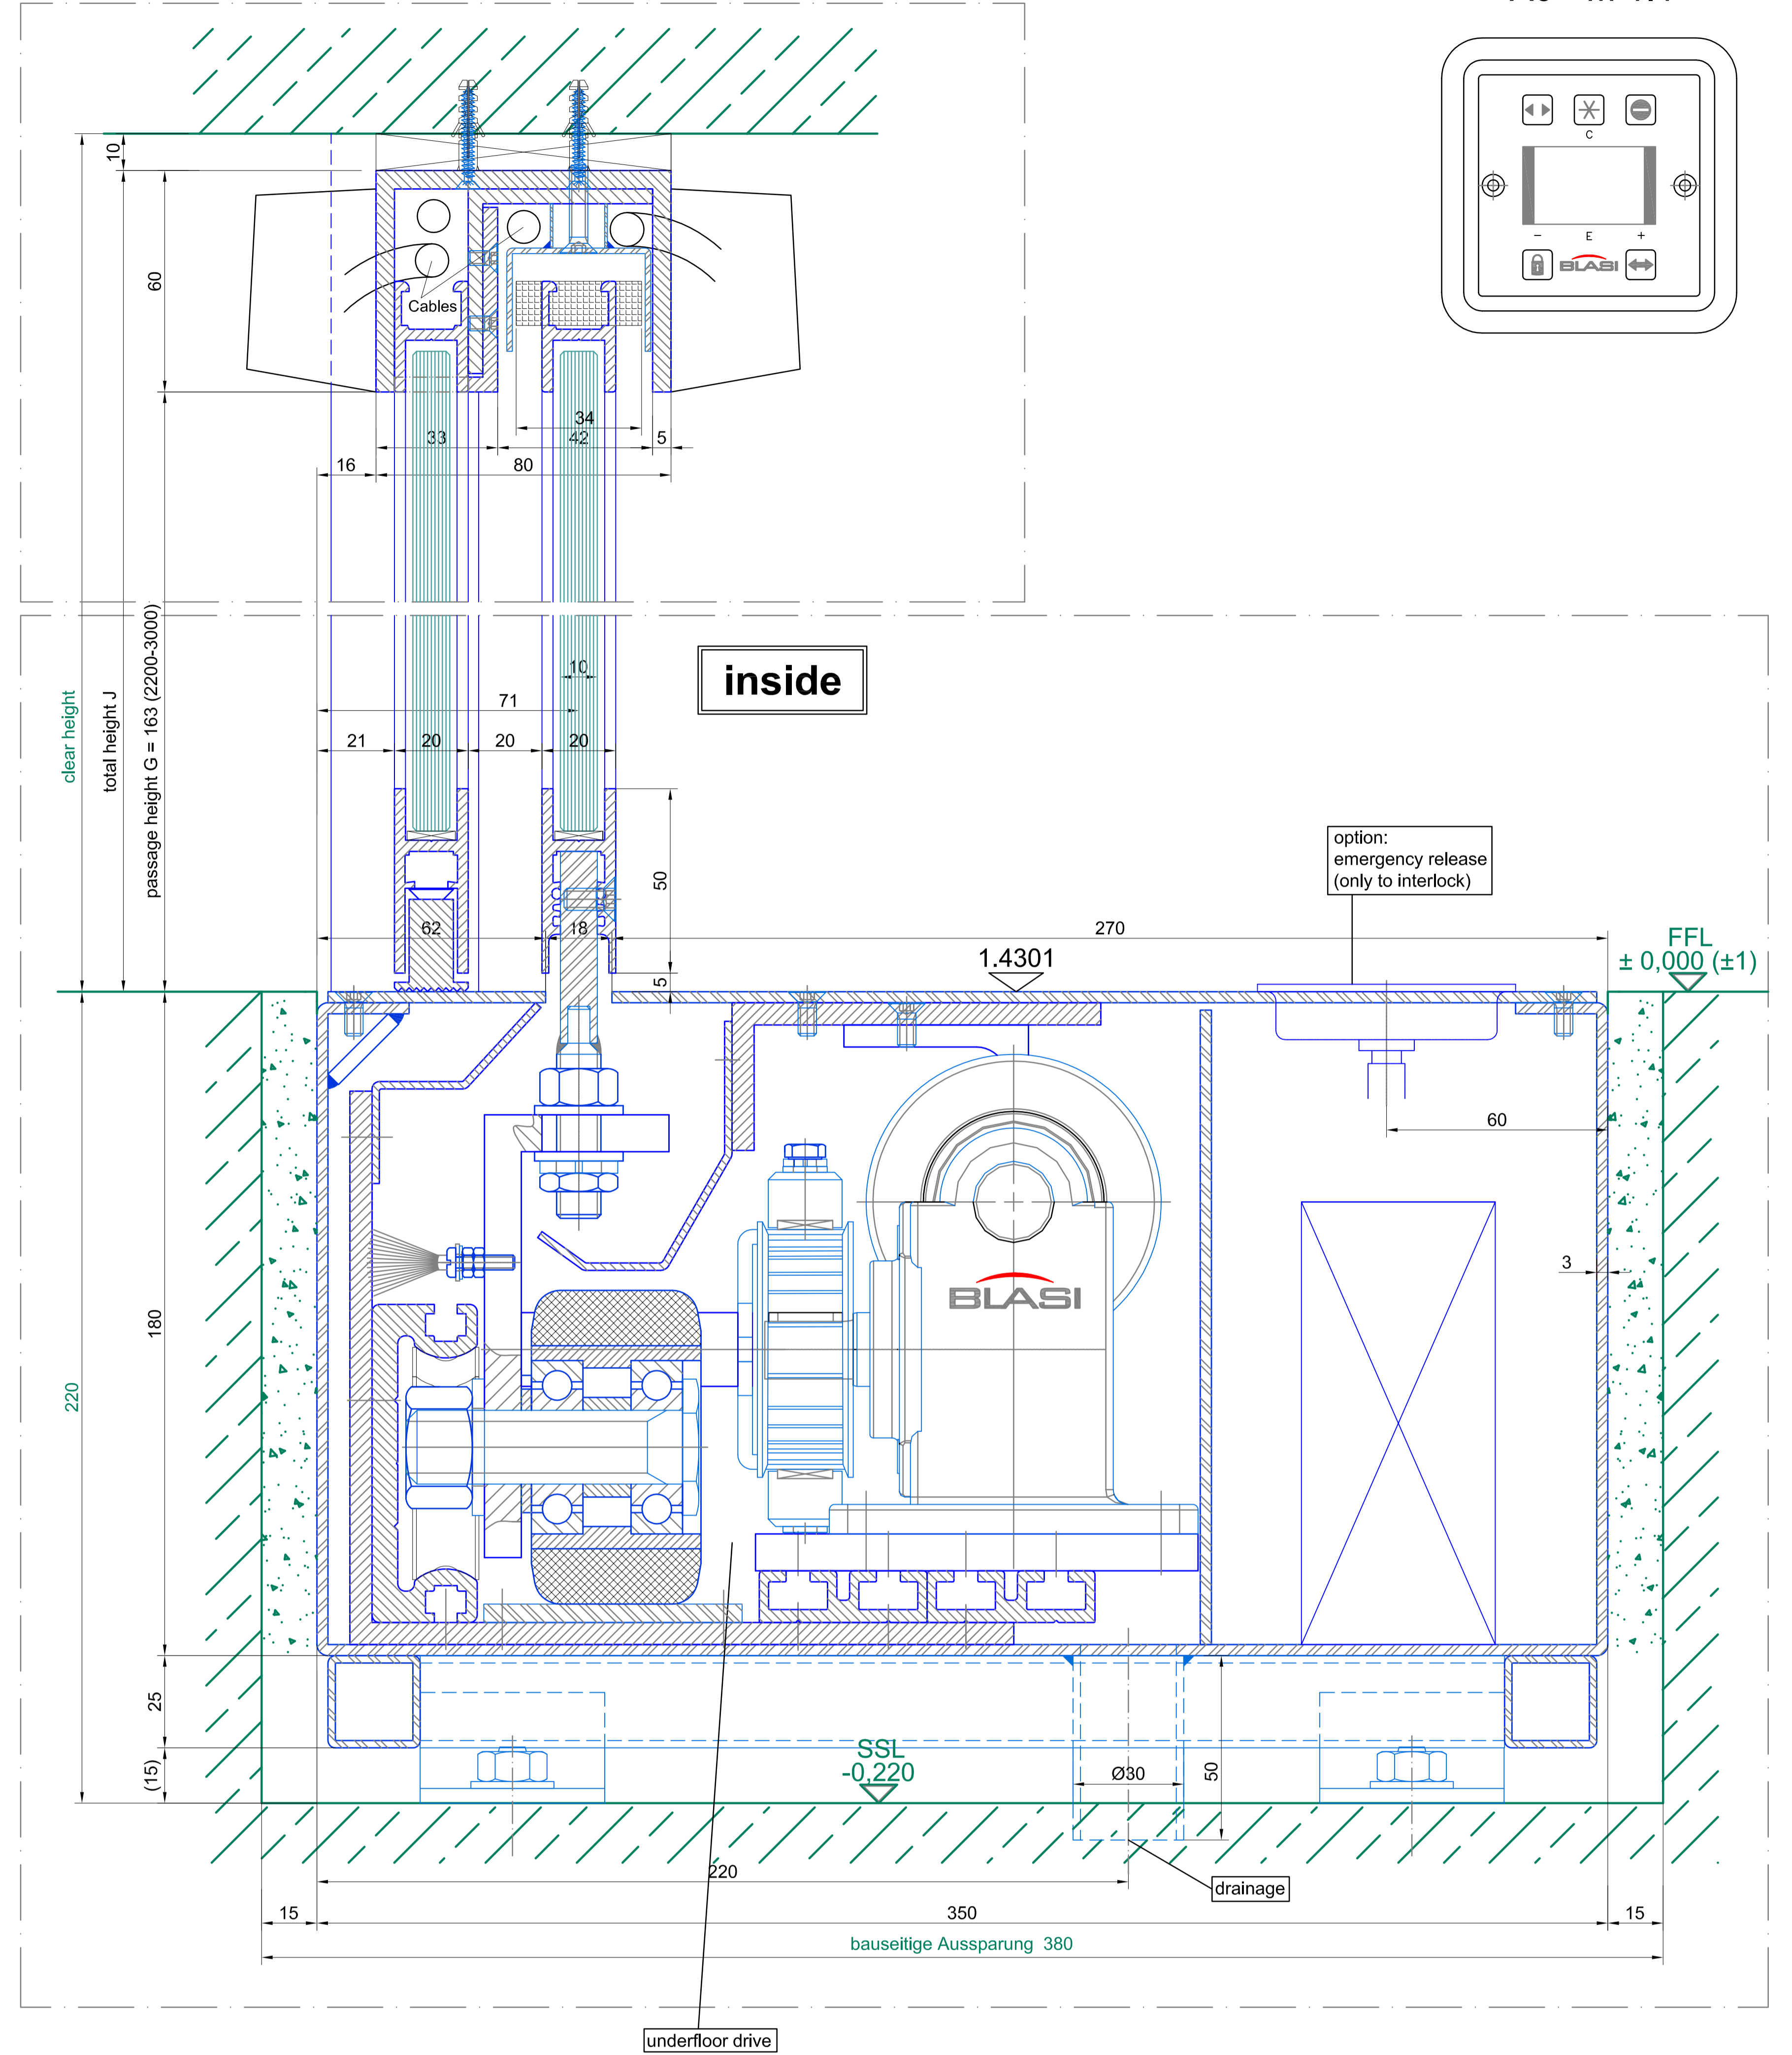 C
-
E
+
BLASI
10
60
Cables
34
33
42
5
16
80
clear height
total height J
passage height G = 163 (2200-3000)
inside
10
71
21
20
20
20
option:
emergency release
(only to interlock)
50
62
18
270
5
1.4301
FFL
± 0,000 (±1)
60
3
BLASI
180
220
25
(15)
SSL
-0,220
Ø30
50
220
drainage
15
350
15
bauseitige Aussparung 380
underfloor drive